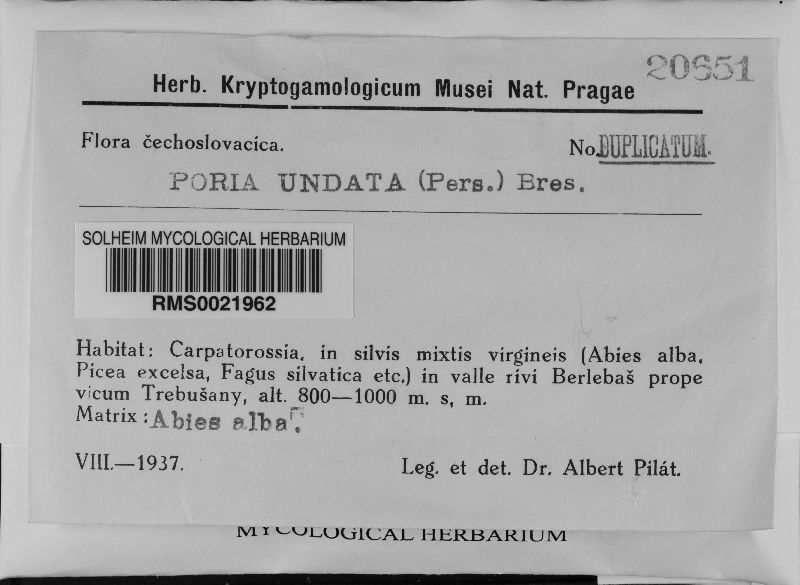 20651
Herb. Kryptogamologicum Musei Nat. Pragae
Flora čechoslovacica.
No. DUPLICATUM.
PORIA UNDATA (Pers.) Bres.
SOLHEIM MYCOLOGICAL HERBARIUM
RMS0021962
Habitat: Carpatorossia, in silvis mixtis virgineis (Abies alba,
Picea excelsa, Fagus silvatica etc.) in valle rivi Berlebaš prope
vicum Trebušany, alt. 800—1000 m. s, m.
Matrix: Abies alba.
VIII.—1937.
Leg. et det. Dr. Albert Pilát.
MYCOLOGICAL HERBARIUM